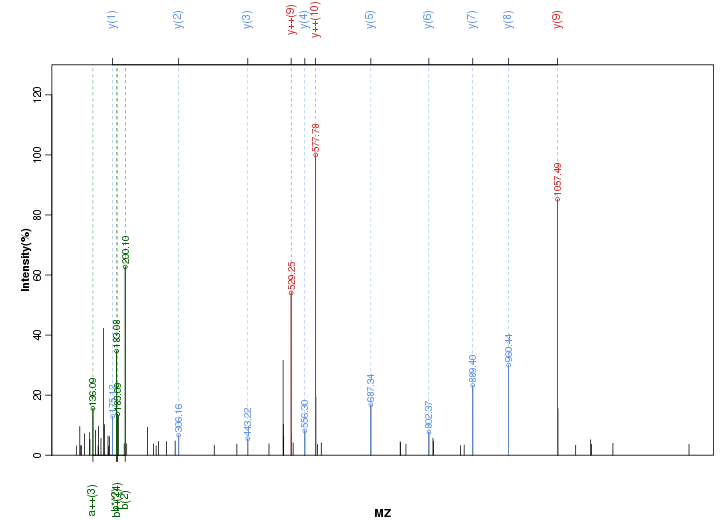 y(1)
y(2)
y(3)
y++(9)
y(4)
y++(10)
y(5)
y(6)
y(7)
y(8)
y(9)
Intensity(%)
0
20
40
60
80
100
120
136.09
175.12
183.08
185.09
200.10
306.16
443.22
529.25
556.30
577.78
687.34
802.37
889.40
960.44
1057.49
a++(3)
b(2)
MZ